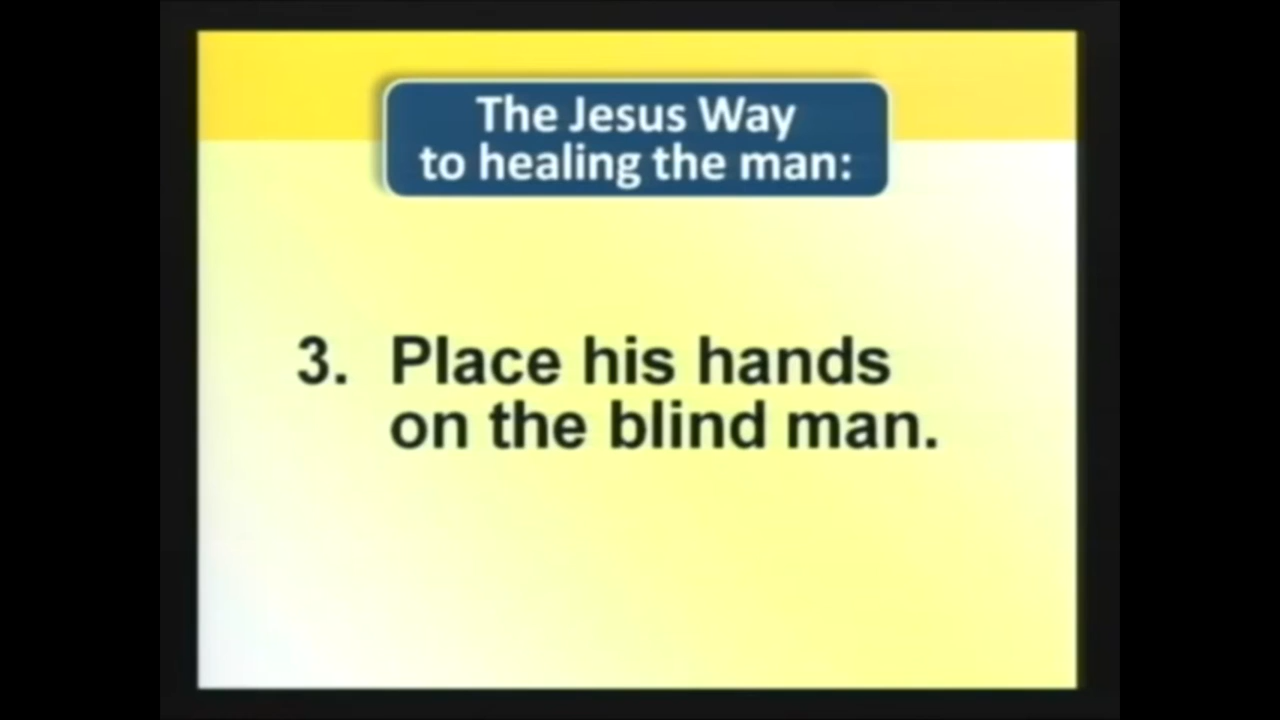 The Jesus Way
to healing the man:
3. Place his hands
on the blind man.